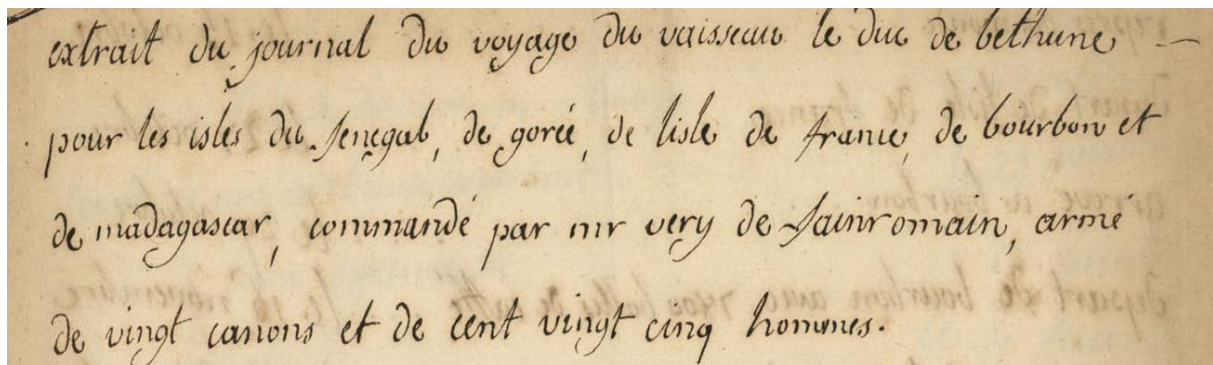 extrait du journal du voyage du vaisseau le duc de bethune —
pour les isles du senegal, de gorée, de lisle de france, de bourbon et
de madagascar, commandé par mr very de sainromain, armé
de vingt canons et de cent vingt cinq hommes.